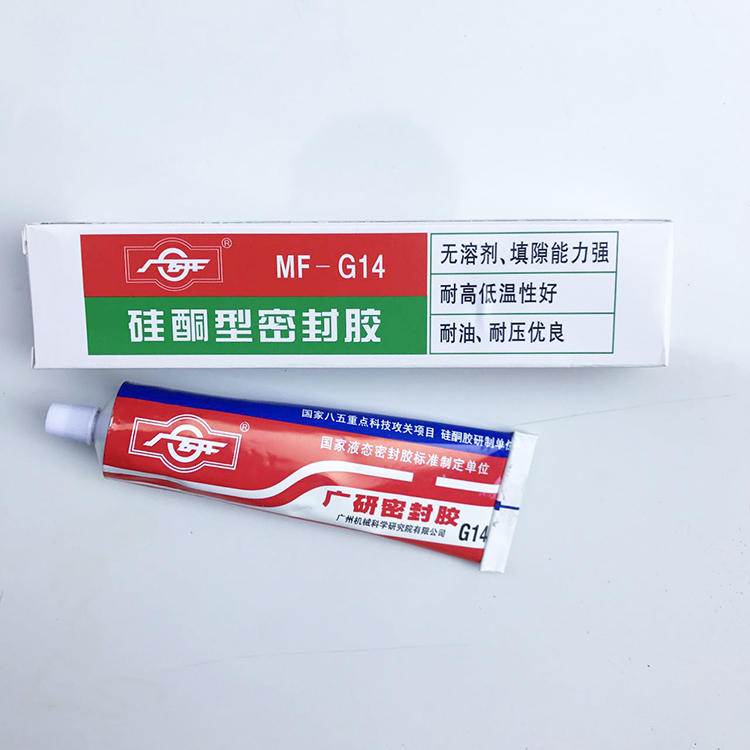 广研
®
MF-G14
硅酮型密封胶
无溶剂、填隙能力强
耐高低温性好
耐油、耐压优良
广研
®
国家八五重点科技攻关项目 硅酮胶研制单位
国家液态密封胶标准制定单位
广研密封胶
广州机械科学研究院有限公司
G14